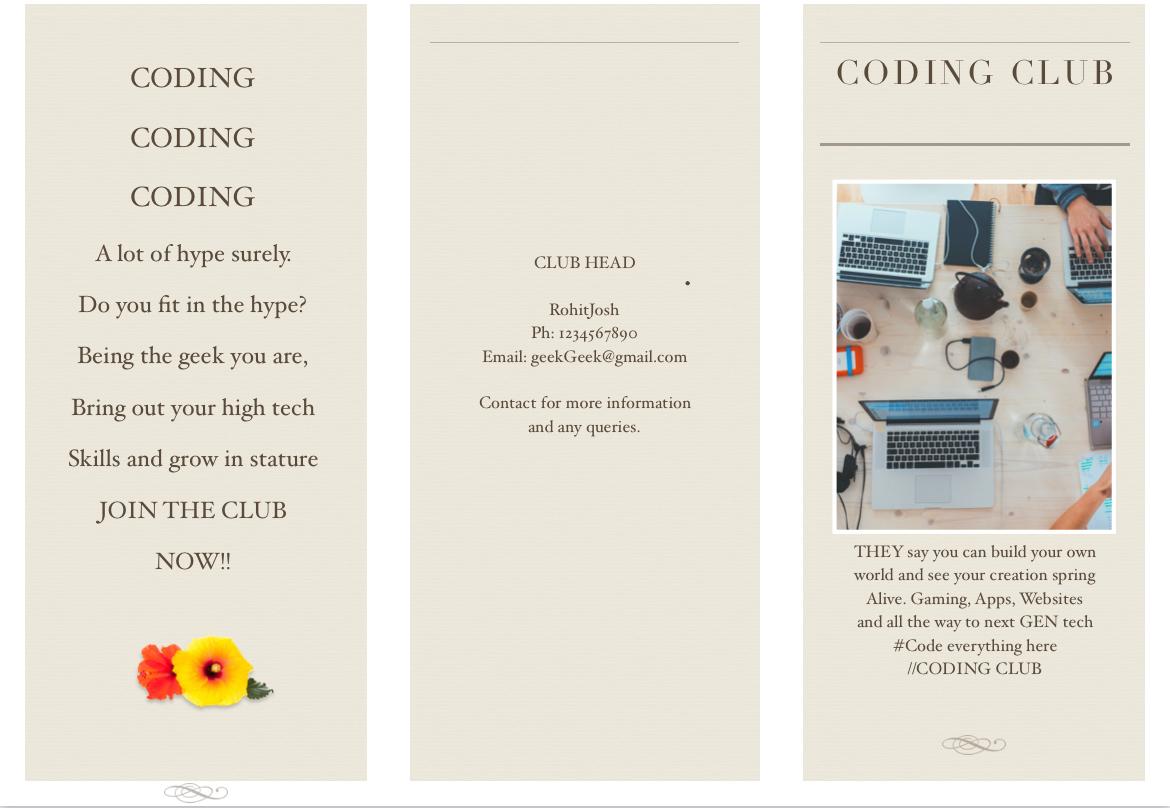 CODING
CODING
CODING
A lot of hype surely.
Do you fit in the hype?
Being the geek you are,
Bring out your high tech
Skills and grow in stature
JOIN THE CLUB
NOW!!
CLUB HEAD
RohitJosh
Ph: 1234567890
Email: geekGeek@gmail.com
Contact for more information
and any queries.
CODING CLUB
THEY say you can build your own
world and see your creation spring
Alive. Gaming, Apps, Websites
and all the way to next GEN tech
#Code everything here
//CODING CLUB